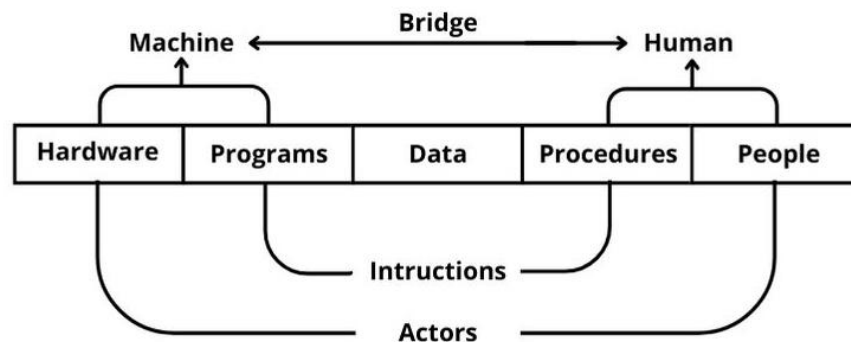 Bridge
Machine Human
Hardware Programs Data Procedures People
Intructions
Actors